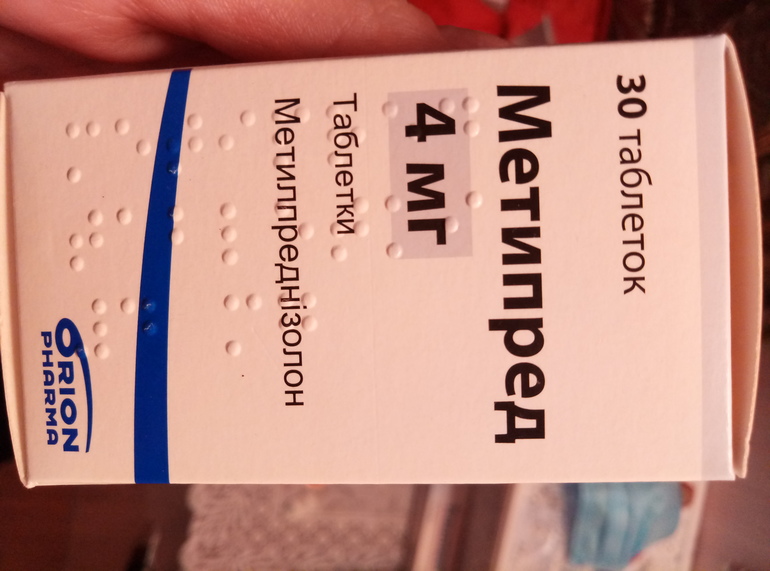 30 таблеток
Метипред
4 мг
Таблетки
Метилпреднізолон
ORION
PHARMA